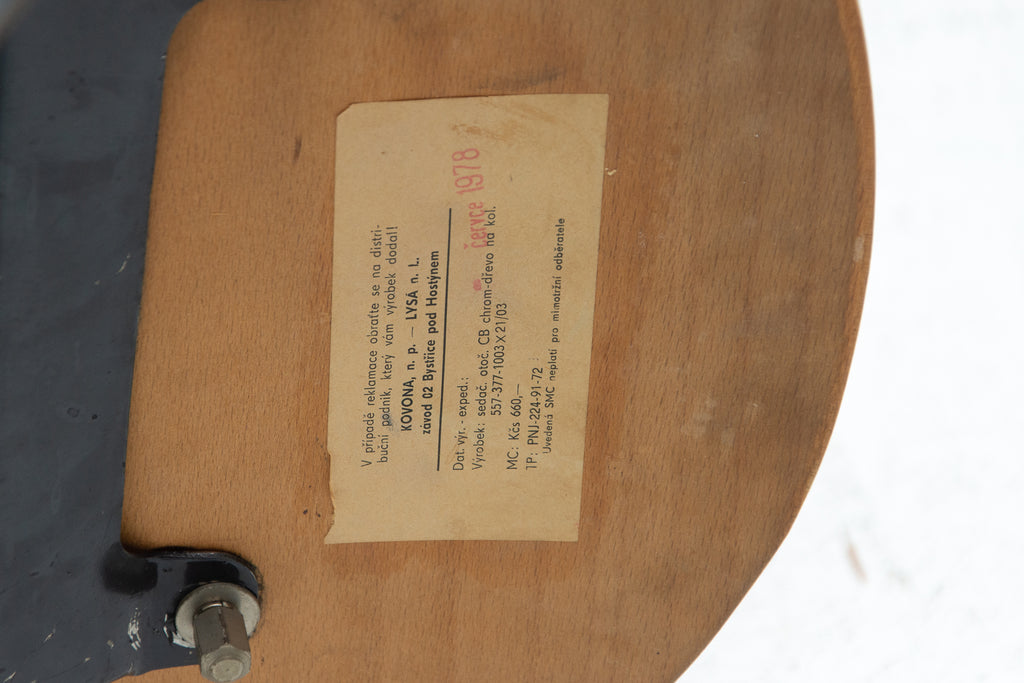 V případě reklamace obraťte se na distri-
buční podnik, který vám výrobek dodal!
KOVONA, n. p. — LYSÁ n. L.
závod 02 Bystřice pod Hostýnem
Dat. výr. - exped.: červce 1978
Výrobek: sedač. otoč. CB chrom-dřevo na kol.
557-377-1003 X 21/03
MC: Kčs 660,—
TP: PNJ-224-91-72
Uvedená SMC neplatí pro mimotržní odběratele